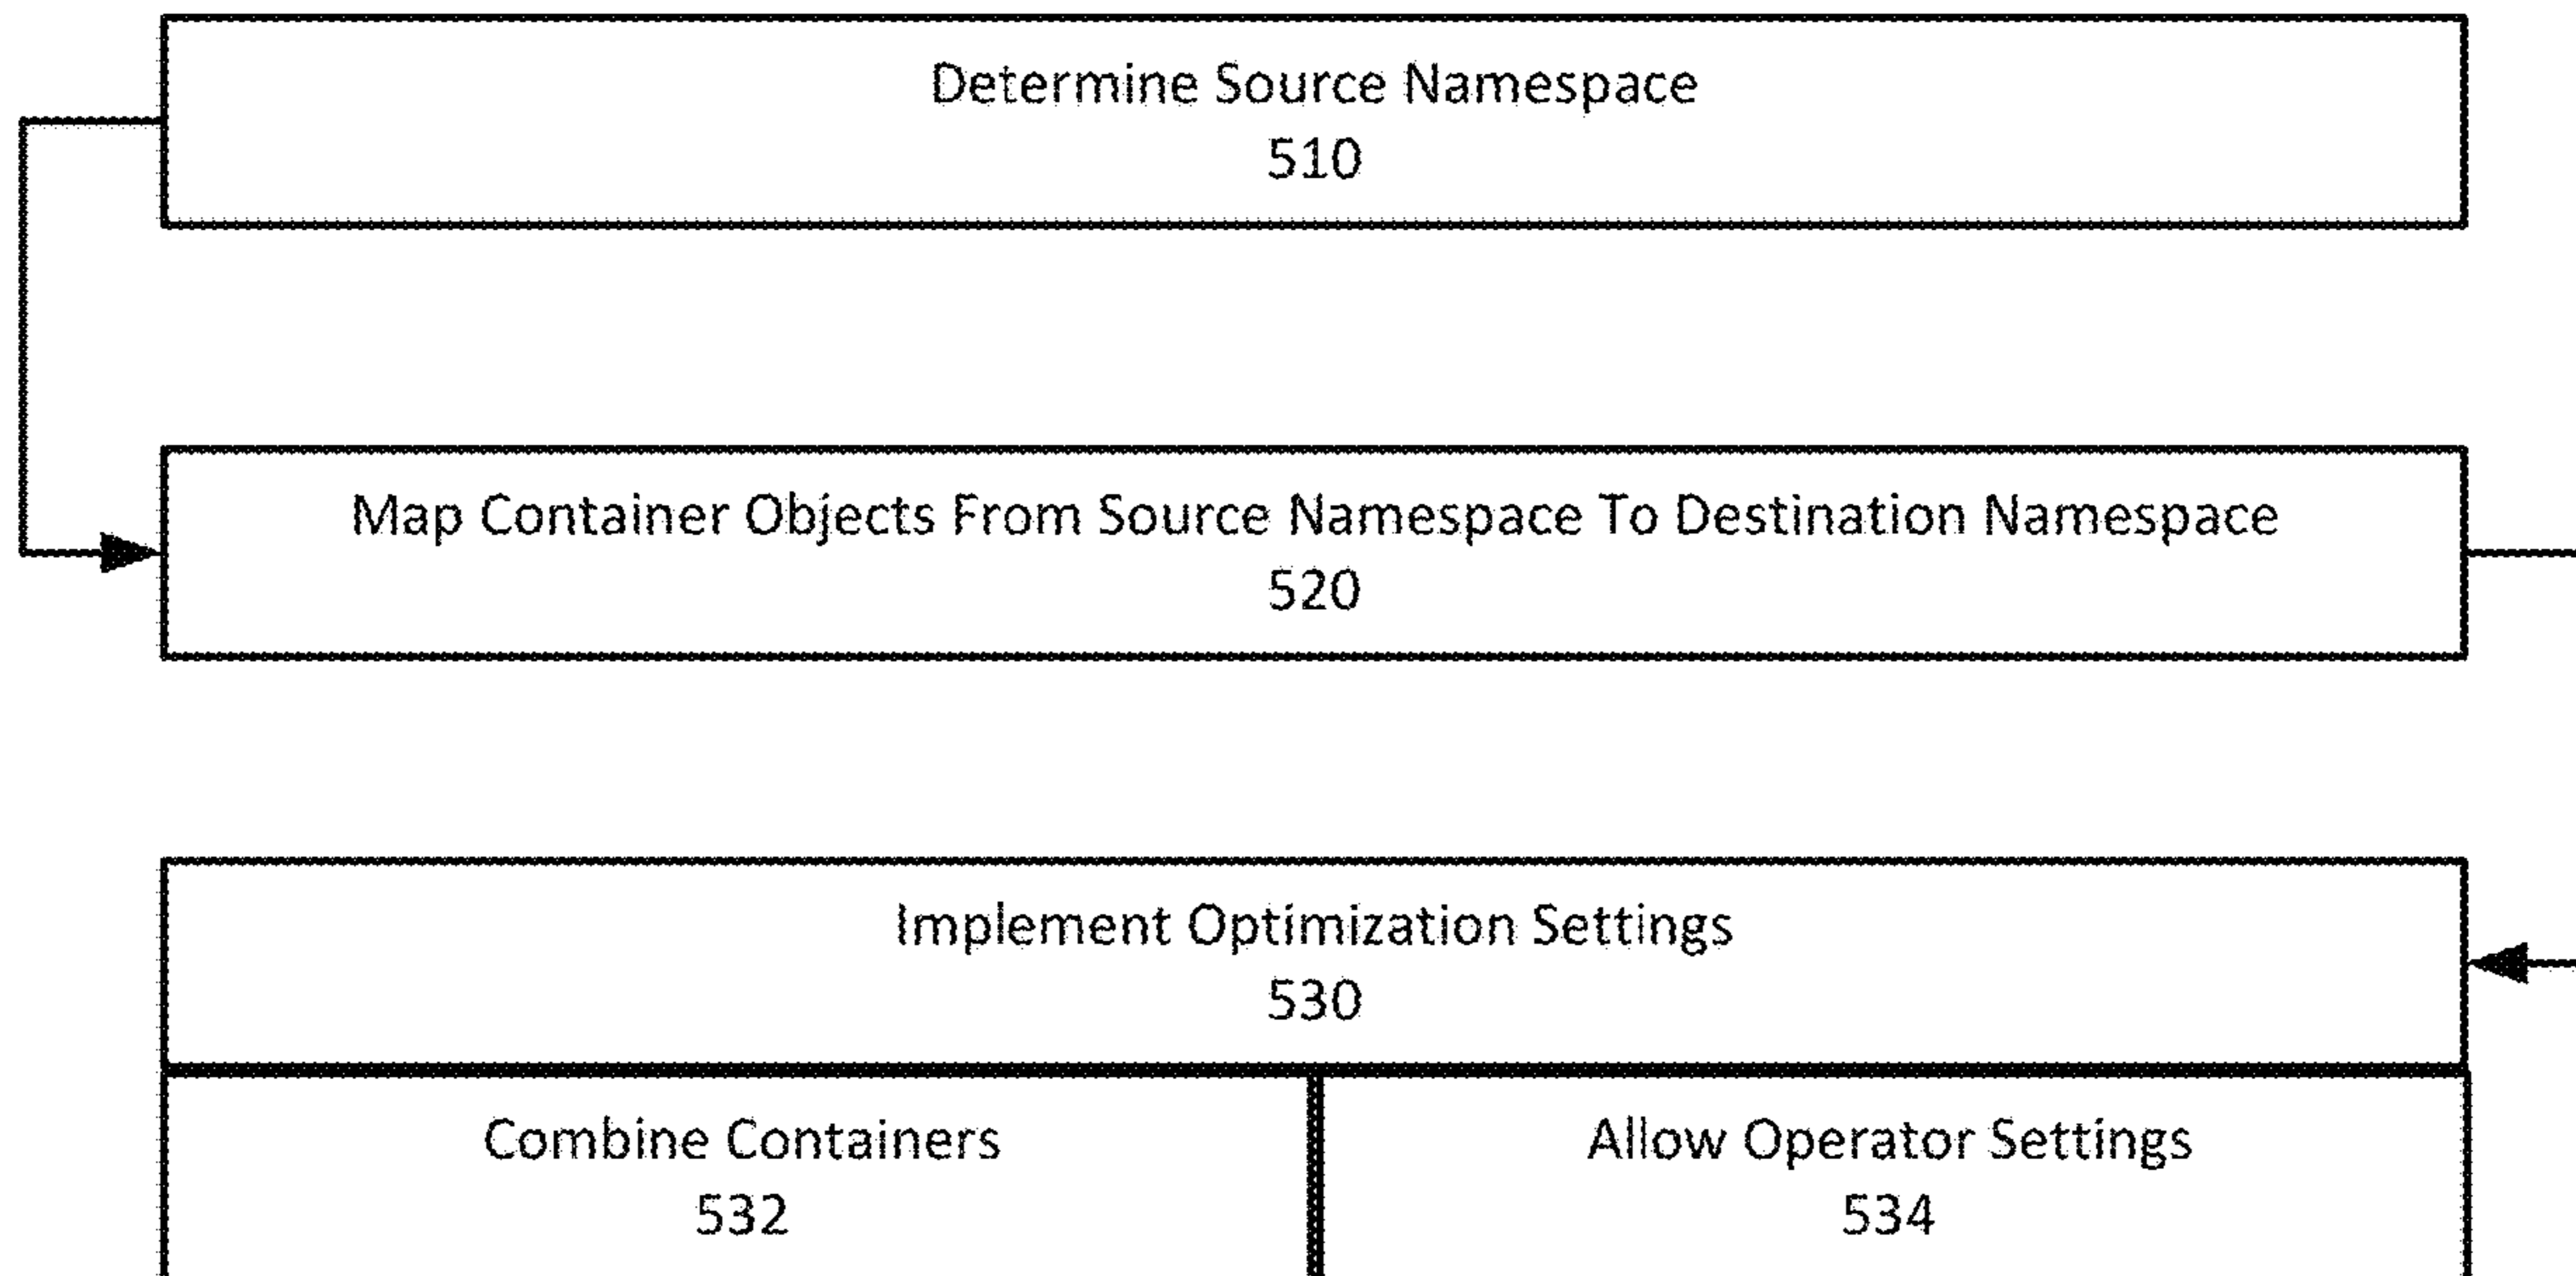 Determine Source Namespace
510
Map Container Objects From Source Namespace To Destination Namespace
520
Implement Optimization Settings
530
Combine Containers
532
Allow Operator Settings
534